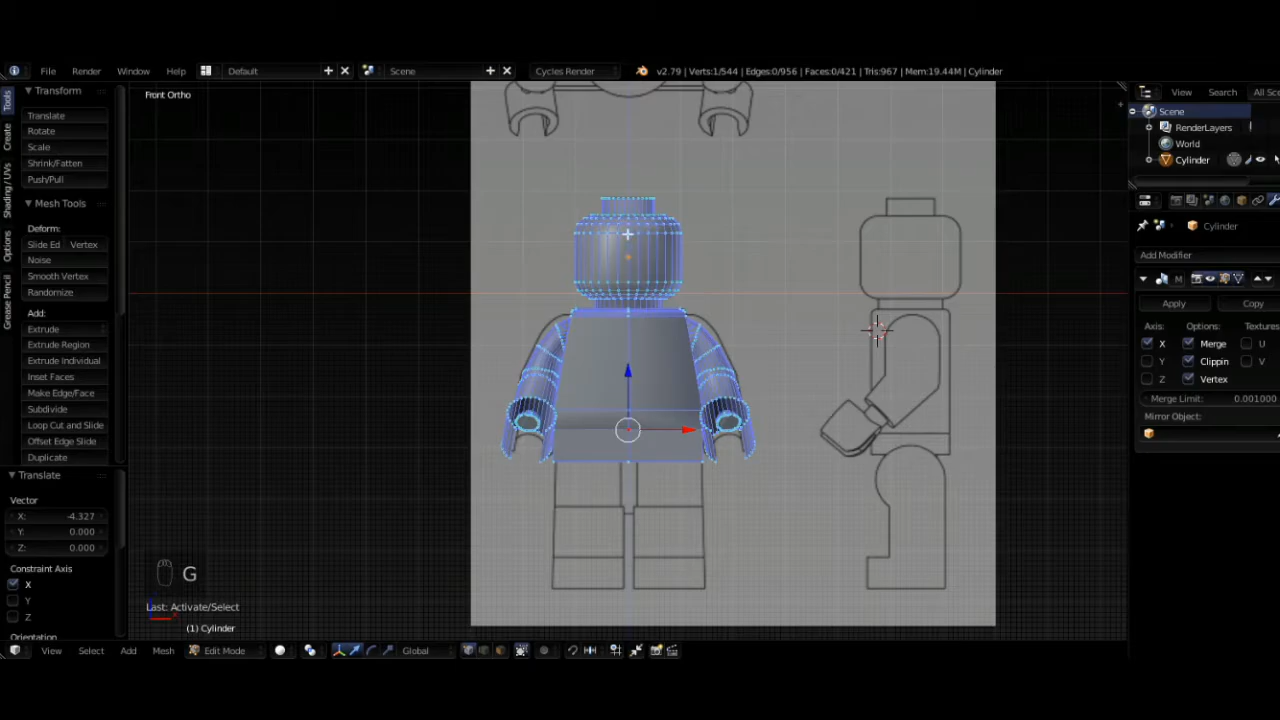 File Render Window Help Default Scene Cycles Render v2.79 | Verts:1/544 | Edges:0/956 | Faces:0/421 | Tris:967 | Mem:19.44M | Cylinder
Tools
Create
Shading / UVs
Options
Grease Pencil
Transform
Translate
Rotate
Scale
Shrink/Fatten
Push/Pull
Mesh Tools
Deform:
Slide Ed Vertex
Noise
Smooth Vertex
Randomize
Add:
Extrude
Extrude Region
Extrude Individual
Inset Faces
Make Edge/Face
Subdivide
Loop Cut and Slide
Offset Edge Slide
Duplicate
Translate
Vector
X: -4.327
Y: 0.000
Z: 0.000
Constraint Axis
X
Y
Z
Orientation
Front Ortho
G
Last: Activate/Select
(1) Cylinder
View Select Add Mesh Edit Mode Global
View Search All Sce
Scene
RenderLayers
World
Cylinder
Cylinder
Add Modifier
M
Apply Copy
Axis: Options: Textures
X Merge U
Y Clippin V
Z Vertex
Merge Limit: 0.001000
Mirror Object: